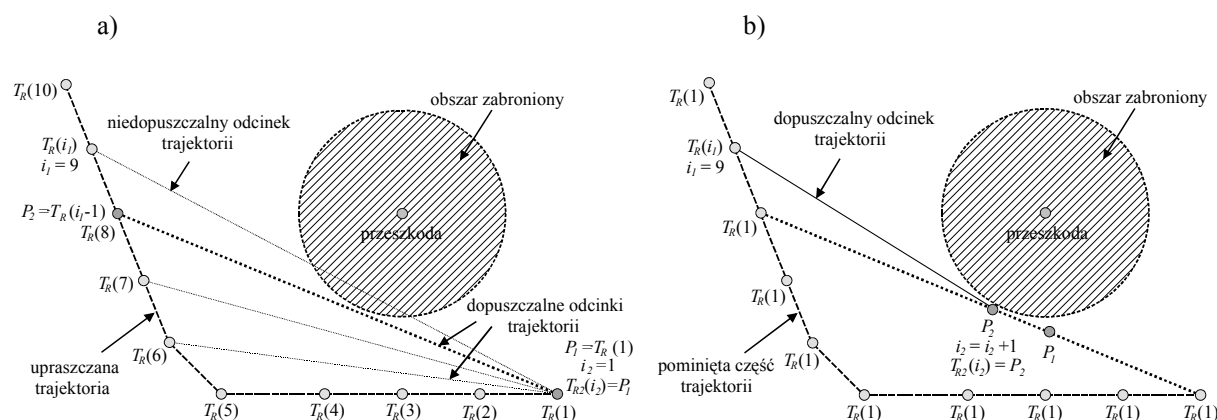 a)
T_R(10)
niedopuszczalny odcinek
trajektorii
obszar zabroniony
T_R(i_1)
i_1 = 9
P_2 =T_R(i_1-1)
T_R(8)
przeszkoda
T_R(7)
dopuszczalne odcinki
trajektorii
T_R(6)
upraszczana
trajektoria
P_1 =T_R (1)
i_2 =1
T_R2(i_2)=P_1
T_R(5)
T_R(4)
T_R(3)
T_R(2)
T_R(1)
b)
T_R(1)
dopuszczalny odcinek
trajektorii
obszar zabroniony
T_R(i_1)
i_1 = 9
T_R(1)
przeszkoda
T_R(1)
P_2
i_2 = i_2 +1
T_R2(i_2) = P_2
P_1
T_R(1)
pominięta część
trajektorii
T_R(1)
T_R(1)
T_R(1)
T_R(1)
T_R(1)